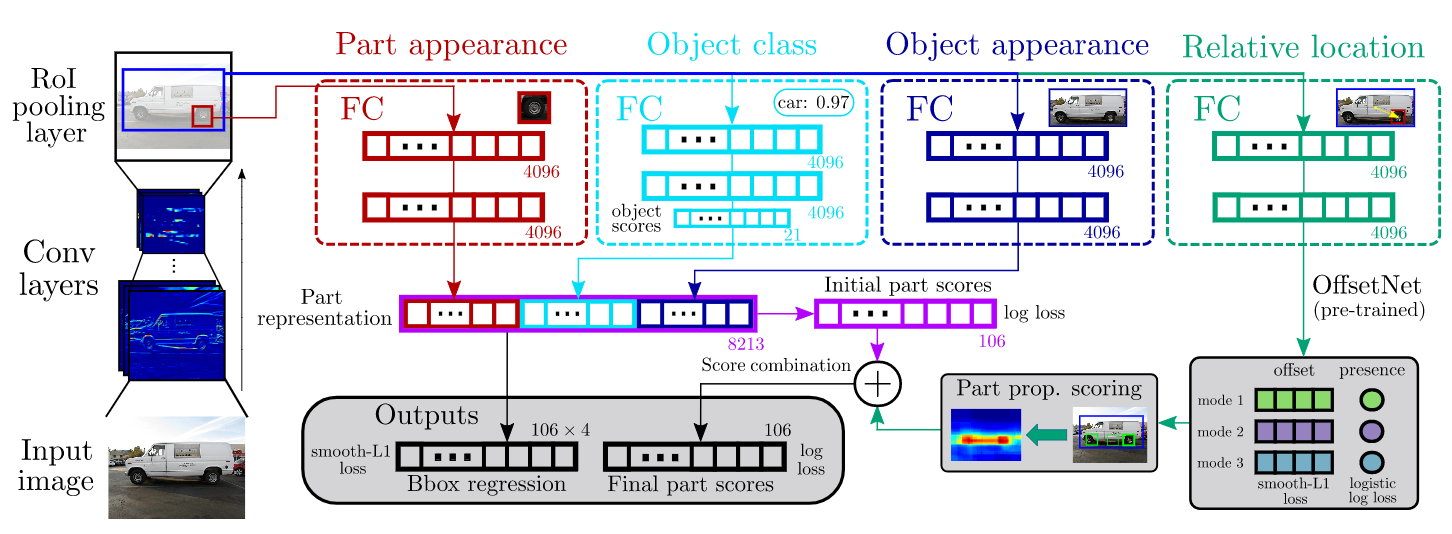 Part appearance
Object class
Object appearance
Relative location
RoI
pooling
layer
FC
FC
car: 0.97
FC
FC
4096
4096
4096
4096
4096
4096
4096
4096
object
scores
21
Conv
layers
Part
representation
8213
Initial part scores
log loss
106
OffsetNet
(pre-trained)
Score combination
Part prop. scoring
offset
presence
mode 1
mode 2
mode 3
smooth-L1
loss
logistic
log loss
Outputs
106 × 4
106
smooth-L1
loss
log
loss
Bbox regression
Final part scores
Input
image